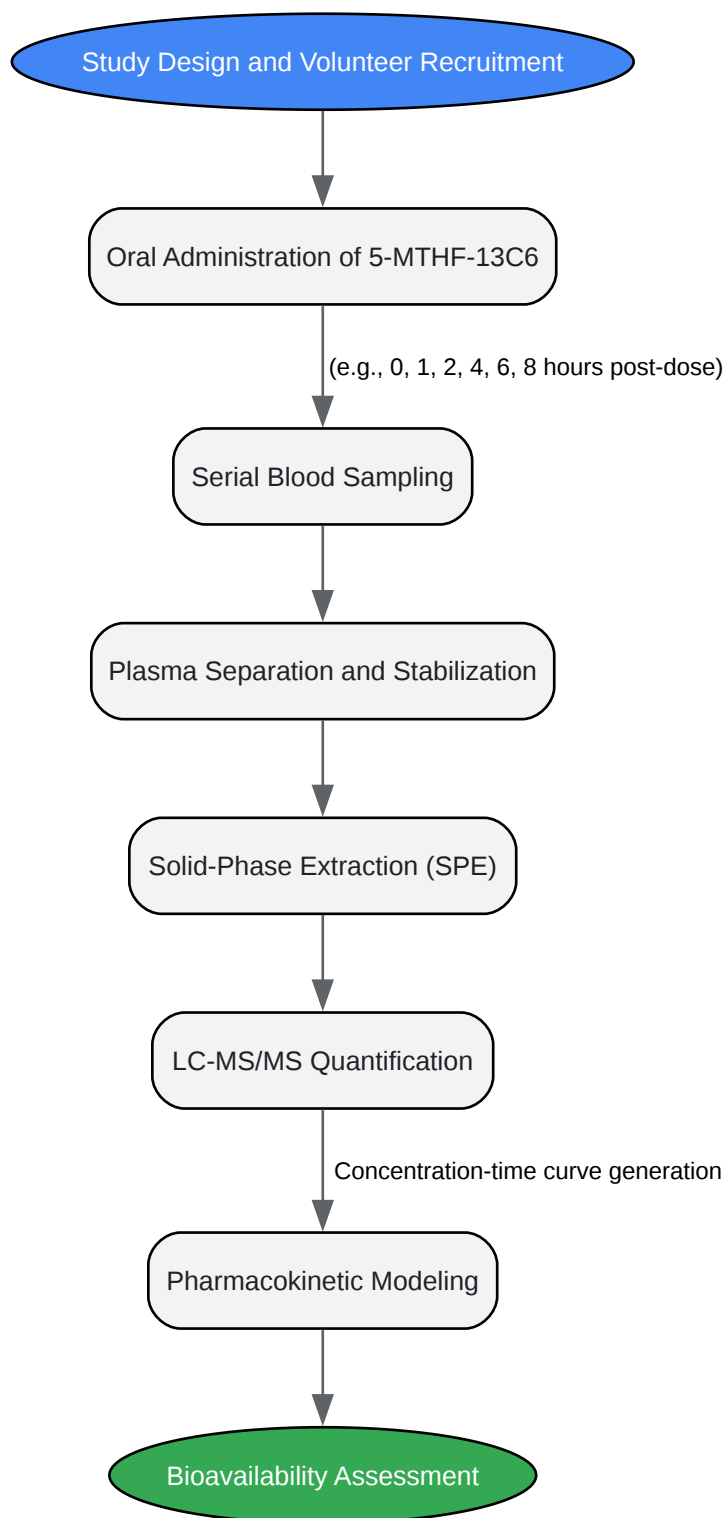 Study Design and Volunteer Recruitment
Oral Administration of 5-MTHF-13C6
(e.g., 0, 1, 2, 4, 6, 8 hours post-dose)
Serial Blood Sampling
Plasma Separation and Stabilization
Solid-Phase Extraction (SPE)
LC-MS/MS Quantification
Concentration-time curve generation
Pharmacokinetic Modeling
Bioavailability Assessment